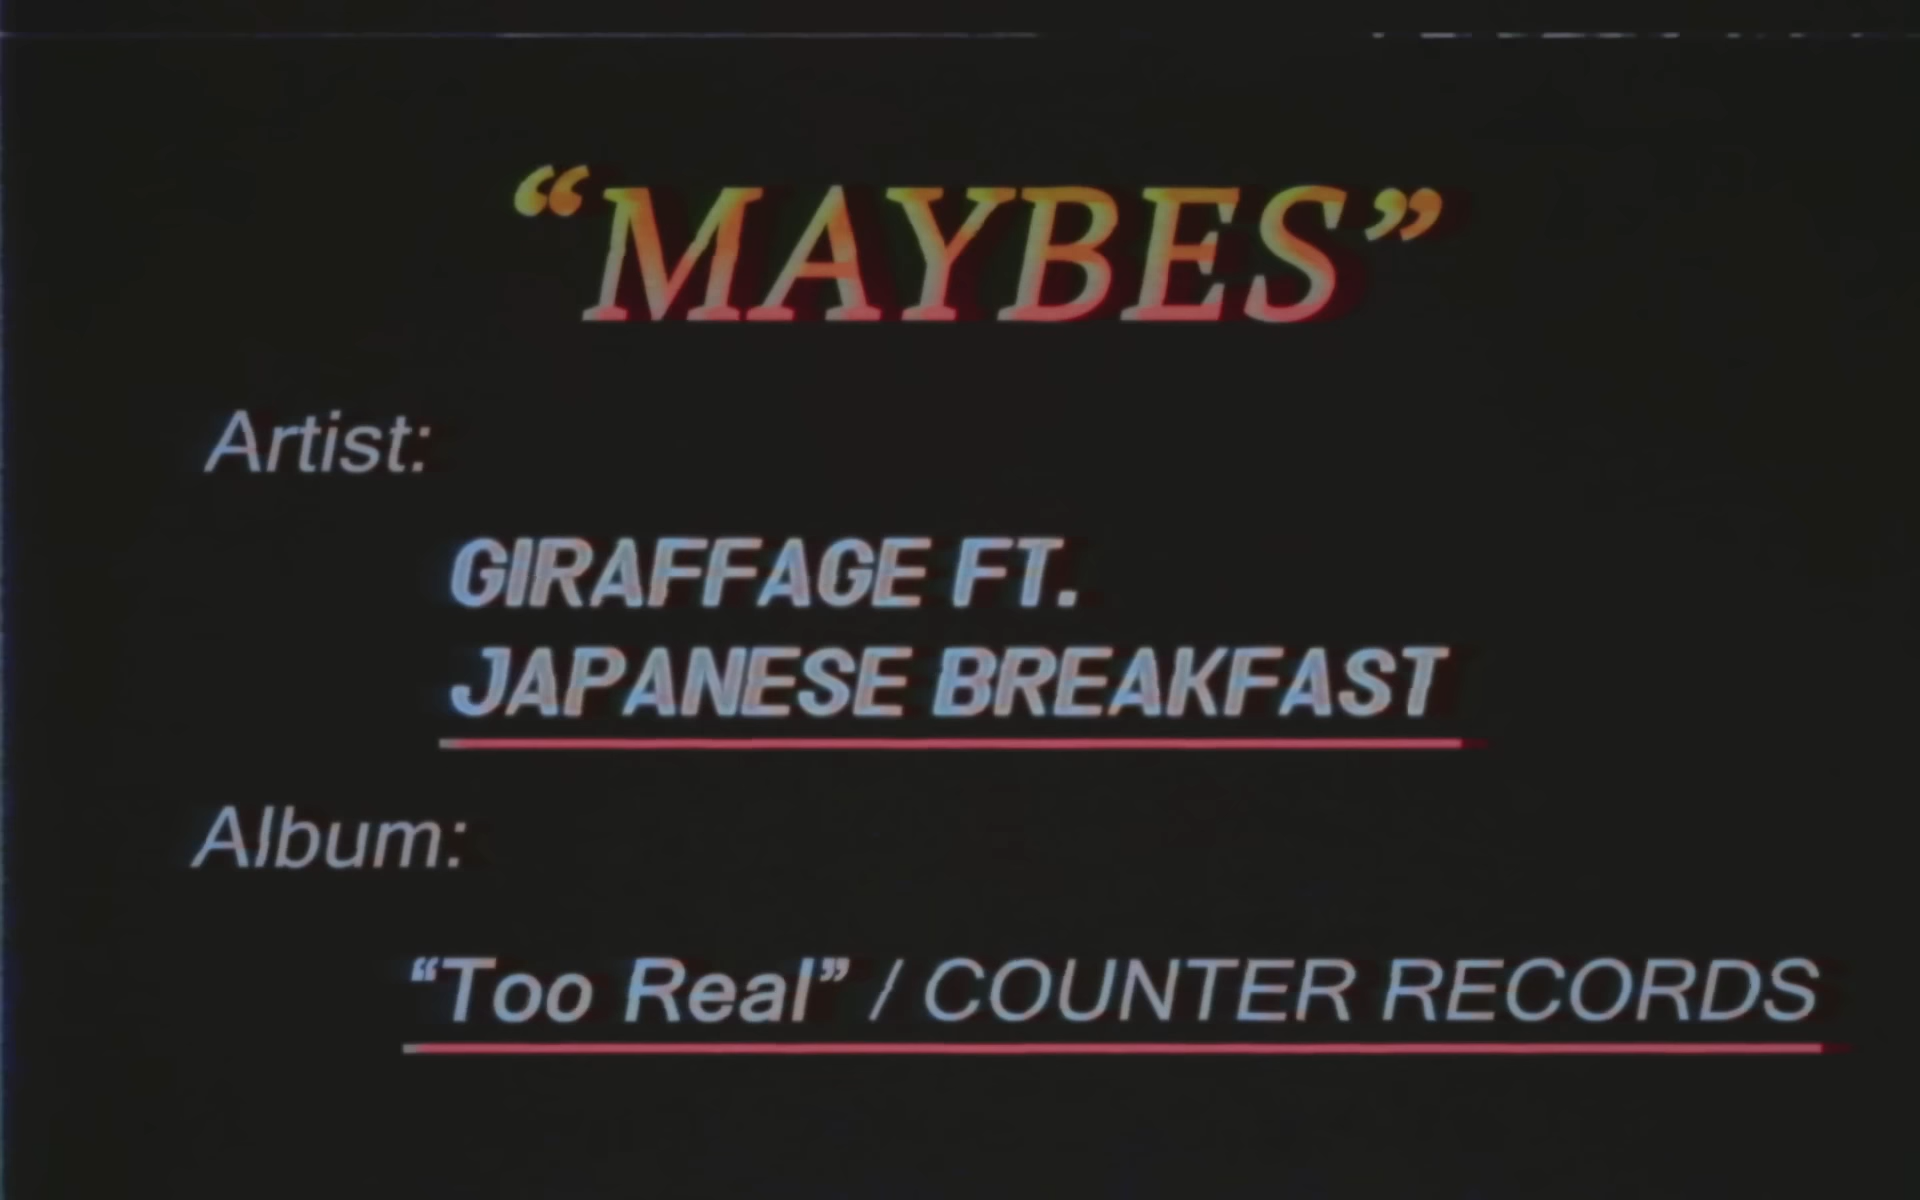 “MAYBES”
Artist:
GIRAFFAGE FT.
JAPANESE BREAKFAST
Album:
“Too Real” / COUNTER RECORDS